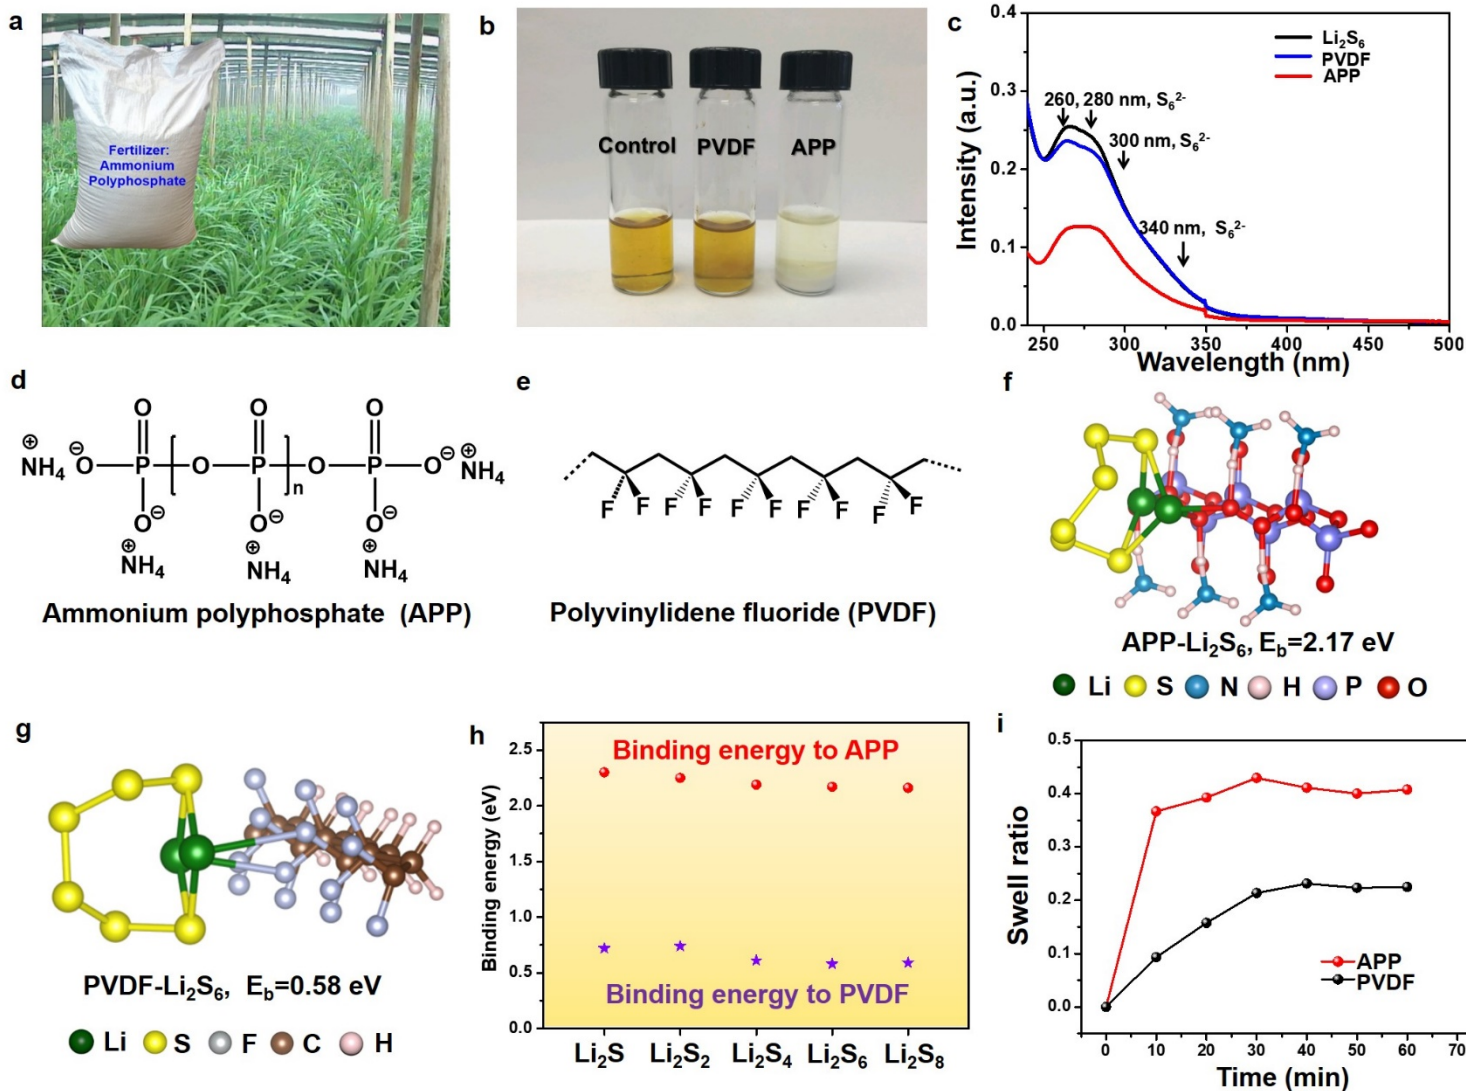 a
Fertilizer:
Ammonium
Polyphosphate
b
Control
PVDF
APP
c
0.4
0.3
0.2
0.1
0.0
Intensity (a.u.)
Li₂S₆
PVDF
APP
260, 280 nm, S₆²⁻
300 nm, S₆²⁻
340 nm, S₆²⁻
250 300 350 400 450 500
Wavelength (nm)
d
O O O
⊕ ⊖ ⊖ ⊕
NH₄ O P O P O P O NH₄
n
O⊖ O⊖ O⊖
⊕ ⊕ ⊕
NH₄ NH₄ NH₄
Ammonium polyphosphate (APP)
e
F F F F F F F F F F
Polyvinylidene fluoride (PVDF)
f
APP-Li₂S₆, E_b=2.17 eV
Li S N H P O
g
PVDF-Li₂S₆, E_b=0.58 eV
Li S F C H
h
Binding energy to APP
Binding energy to PVDF
2.5
2.0
1.5
1.0
0.5
0.0
Binding energy (eV)
Li₂S Li₂S₂ Li₂S₄ Li₂S₆ Li₂S₈
i
0.5
0.4
0.3
0.2
0.1
0.0
Swell ratio
APP
PVDF
0 10 20 30 40 50 60 70
Time (min)